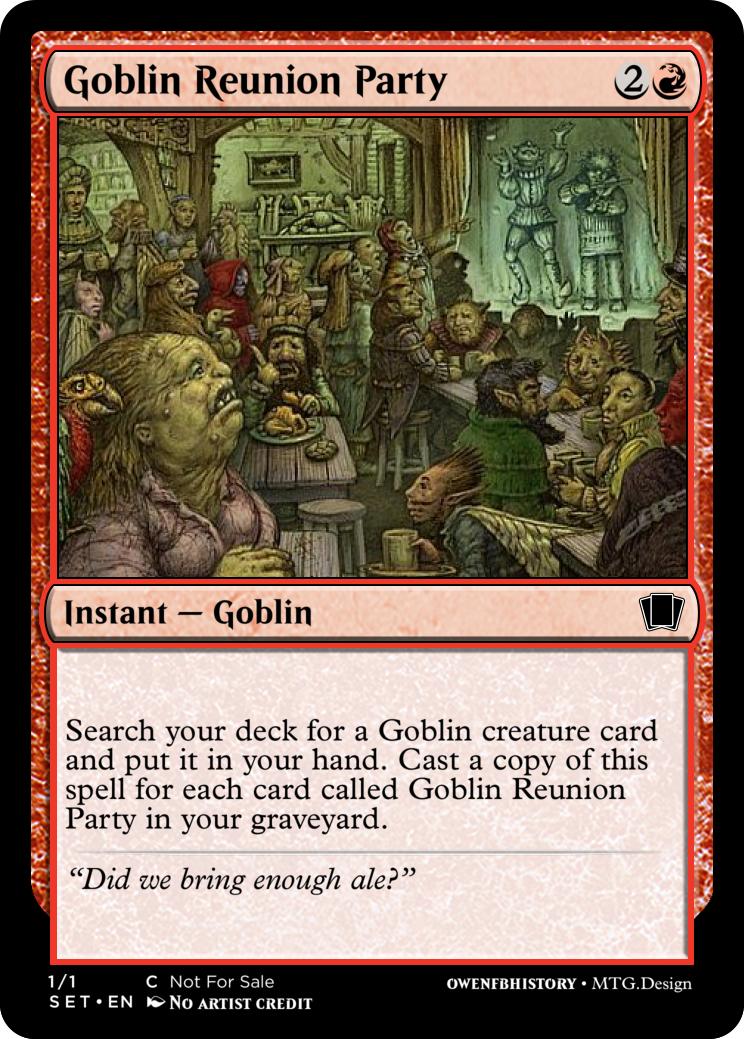 Goblin Reunion Party 2
Instant — Goblin
Search your deck for a Goblin creature card
and put it in your hand. Cast a copy of this
spell for each card called Goblin Reunion
Party in your graveyard.
“Did we bring enough ale?”
1/1 C Not For Sale
SET • EN No ARTIST CREDIT
OWENFBHISTORY • MTG.Design